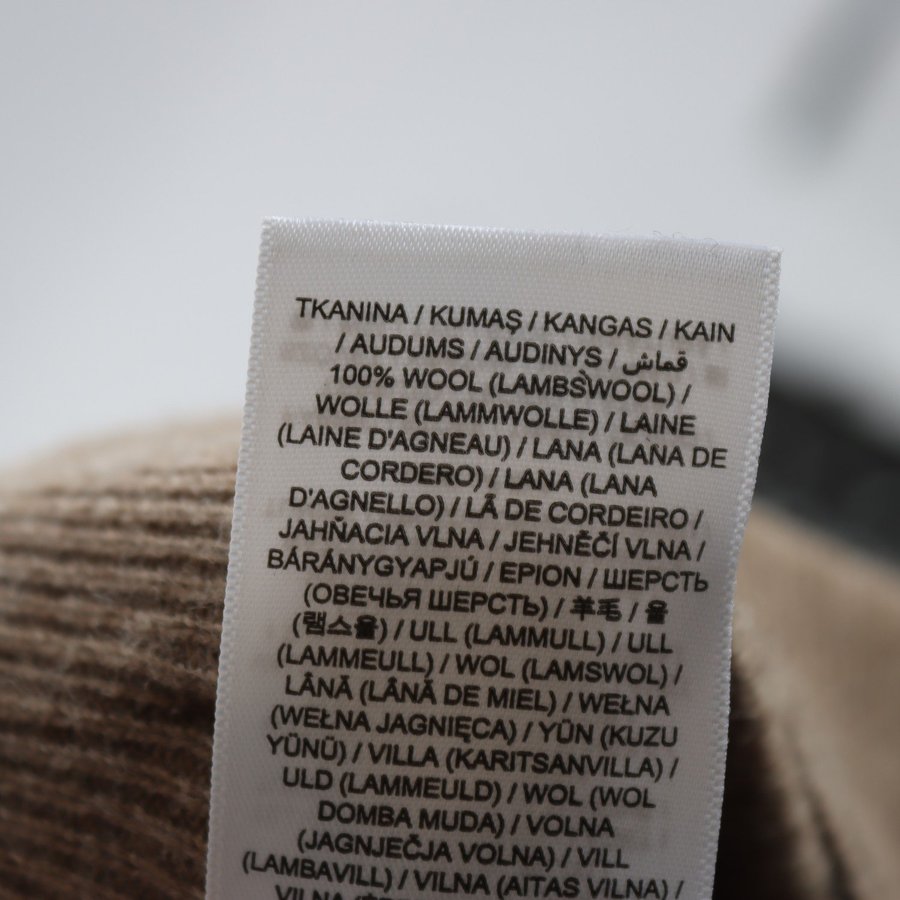 TKANINA / KUMAŞ / KANGAS / KAIN
/ AUDUMS / AUDINYS / قماش
100% WOOL (LAMBSWOOL) /
WOLLE (LAMMWOLLE) / LAINE
(LAINE D'AGNEAU) / LANA (LANA DE
CORDERO) / LANA (LANA
D'AGNELLO) / LÃ DE CORDEIRO /
JAHŇACIA VLNA / JEHNĚČÍ VLNA /
BÁRÁNYGYAPJÚ / ΕΡΙΟΝ / ШЕРСТЬ
(ОВЕЧЬЯ ШЕРСТЬ) / 羊毛 / 울
(램스울) / ULL (LAMMULL) / ULL
(LAMMEULL) / WOL (LAMSWOL) /
LÂNĂ (LÂNĂ DE MIEL) / WEŁNA
(WEŁNA JAGNIĘCA) / YÜN (KUZU
YÜNÜ) / VILLA (KARITSANVILLA) /
ULD (LAMMEULD) / WOL (WOL
DOMBA MUDA) / VOLNA
(JAGNJEČJA VOLNA) / VILL
(LAMBAVILL) / VILNA (AITAS VILNA) /
VILNA